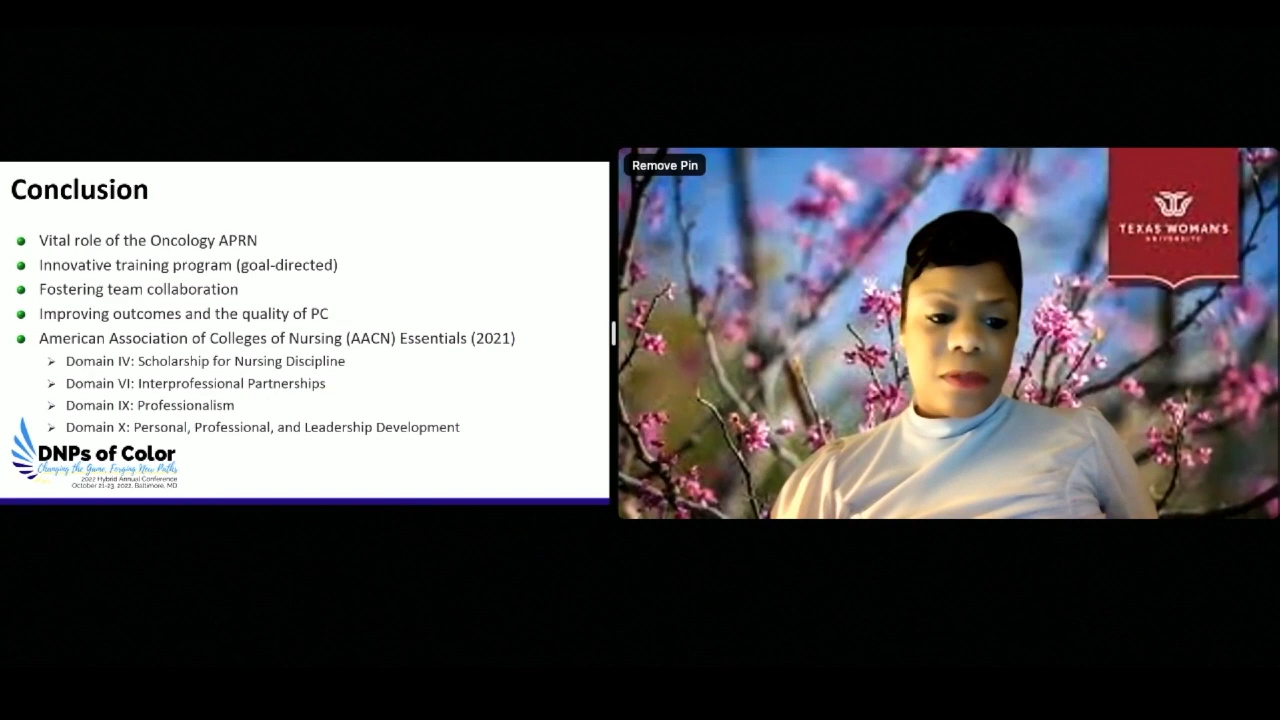 Conclusion
Vital role of the Oncology APRN
Innovative training program (goal-directed)
Fostering team collaboration
Improving outcomes and the quality of PC
American Association of Colleges of Nursing (AACN) Essentials (2021)
Domain IV: Scholarship for Nursing Discipline
Domain VI: Interprofessional Partnerships
Domain IX: Professionalism
Domain X: Personal, Professional, and Leadership Development
DNPs of Color
Changing the Game, Forging New Paths
2022 Hybrid Annual Conference
October 21-23, 2022, Baltimore, MD
Remove Pin
TEXAS WOMAN'S
UNIVERSITY